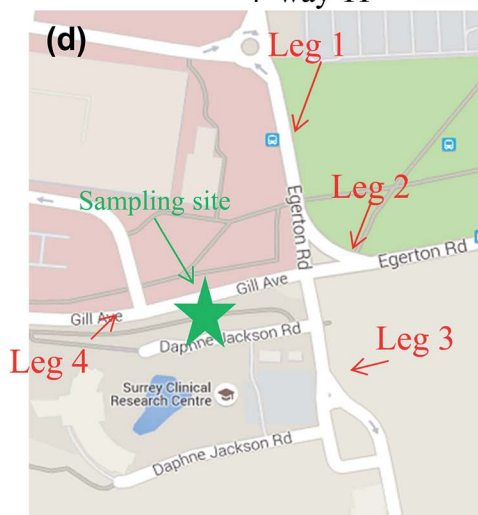 (d)
Leg 1
Sampling site
Leg 2
Egerton Rd
Egerton Rd
Gill Ave
Gill Ave
Daphne Jackson Rd
Leg 3
Leg 4
Surrey Clinical
Research Centre
Daphne Jackson Rd